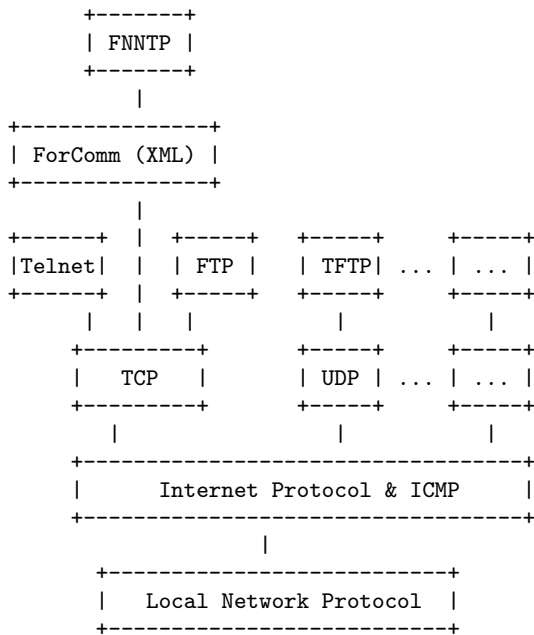 FNNTP
ForComm (XML)
Telnet FTP TFTP ... ...
TCP UDP ... ...
Internet Protocol & ICMP
Local Network Protocol